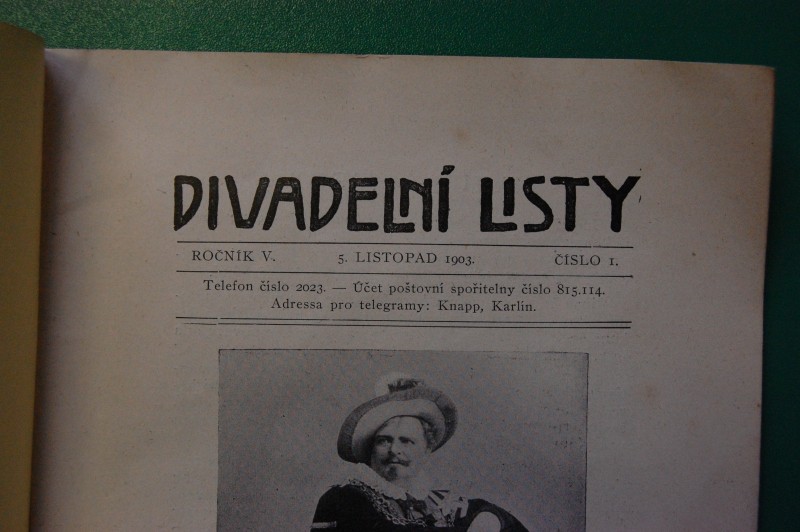 DIVADELNÍ LISTY
ROČNÍK V. 5. LISTOPAD 1903. ČÍSLO 1.
Telefon číslo 2023. — Účet poštovní spořitelny číslo 815.114.
Adressa pro telegramy: Knapp, Karlín.